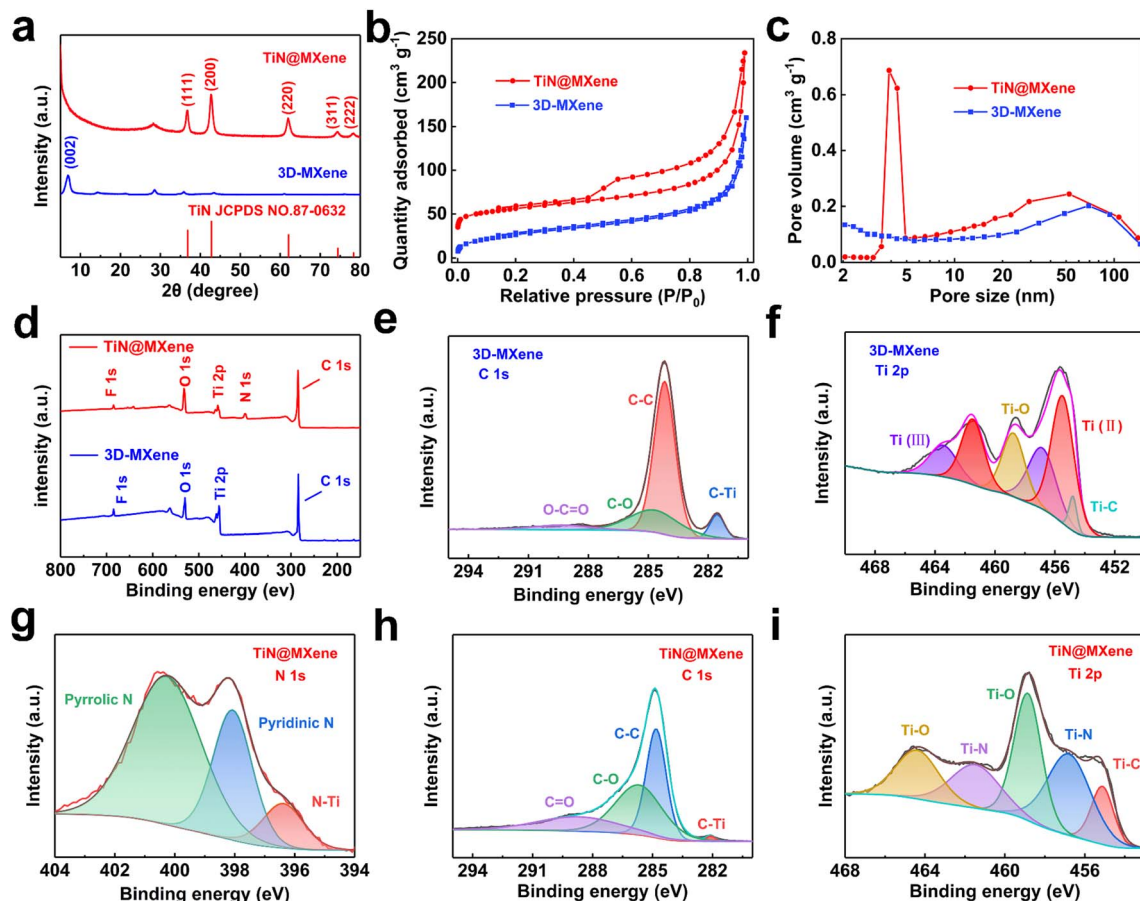 a
TiN@MXene
(111)
(200)
(220)
(311)
(222)
(002)
3D-MXene
TiN JCPDS NO.87-0632
Intensity (a.u.)
10 20 30 40 50 60 70 80
2θ (degree)
b
250
200
150
100
50
0
TiN@MXene
3D-MXene
Quantity adsorbed (cm³ g⁻¹)
0.0 0.2 0.4 0.6 0.8 1.0
Relative pressure (P/P₀)
c
0.8
0.6
0.4
0.2
0.0
TiN@MXene
3D-MXene
Pore volume (cm³ g⁻¹)
2 5 10 50 100
Pore size (nm)
d
TiN@MXene
F 1s
O 1s
Ti 2p
N 1s
C 1s
3D-MXene
F 1s
O 1s
Ti 2p
C 1s
intensity (a.u.)
800 700 600 500 400 300 200
Binding energy (ev)
e
3D-MXene
C 1s
C-C
C-O
O-C=O
C-Ti
Intensity (a.u.)
294 291 288 284 281
Binding energy (eV)
f
3D-MXene
Ti 2p
Ti-O
Ti (III)
Ti (II)
Ti-C
Intensity (a.u.)
468 464 460 456 452
Binding energy (eV)
g
TiN@MXene
N 1s
Pyrrolic N
Pyridinic N
N-Ti
Intensity (a.u.)
404 402 400 398 396 394
Binding energy (eV)
h
TiN@MXene
C 1s
C-C
C-O
C=O
C-Ti
Intensity (a.u.)
294 291 288 285 282
Binding energy (eV)
i
TiN@MXene
Ti 2p
Ti-O
Ti-O
Ti-N
Ti-N
Ti-C
Intensity (a.u.)
468 464 460 456
Binding energy (eV)